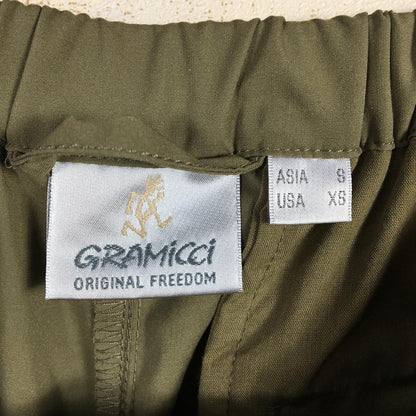 GRAMiCCi
ORIGINAL FREEDOM
ASIA S
USA XS